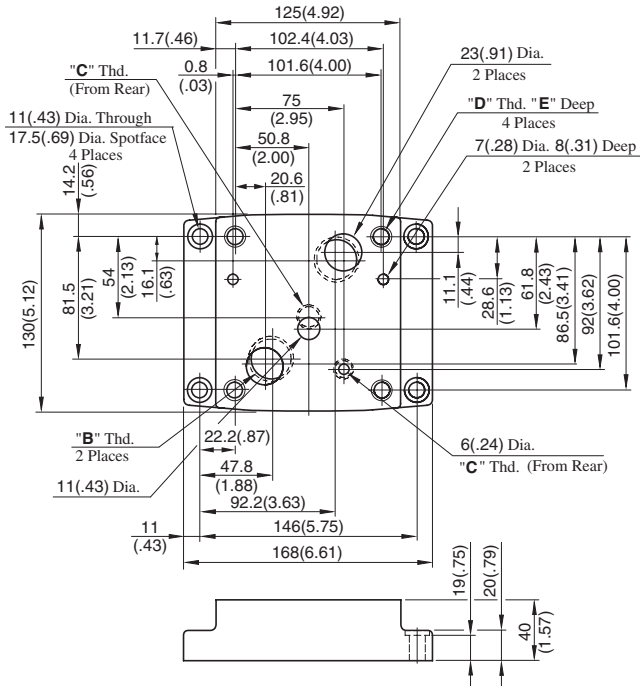 125(4.92)
11.7(.46)
102.4(4.03)
"C" Thd.
(From Rear)
0.8
(.03)
101.6(4.00)
23(.91) Dia.
2 Places
75
(2.95)
"D" Thd. "E" Deep
4 Places
11(.43) Dia. Through
17.5(.69) Dia. Spotface
4 Places
50.8
(2.00)
7(.28) Dia. 8(.31) Deep
2 Places
14.2
(.56)
20.6
(.81)
130(5.12)
81.5
(3.21)
54
(2.13)
16.1
(.63)
11.1
(.44)
28.6
(1.13)
61.8
(2.43)
86.5(3.41)
92(3.62)
101.6(4.00)
"B" Thd.
2 Places
22.2(.87)
6(.24) Dia.
"C" Thd. (From Rear)
11(.43) Dia.
47.8
(1.88)
92.2(3.63)
11
(.43)
146(5.75)
168(6.61)
19(.75)
20(.79)
40
(1.57)